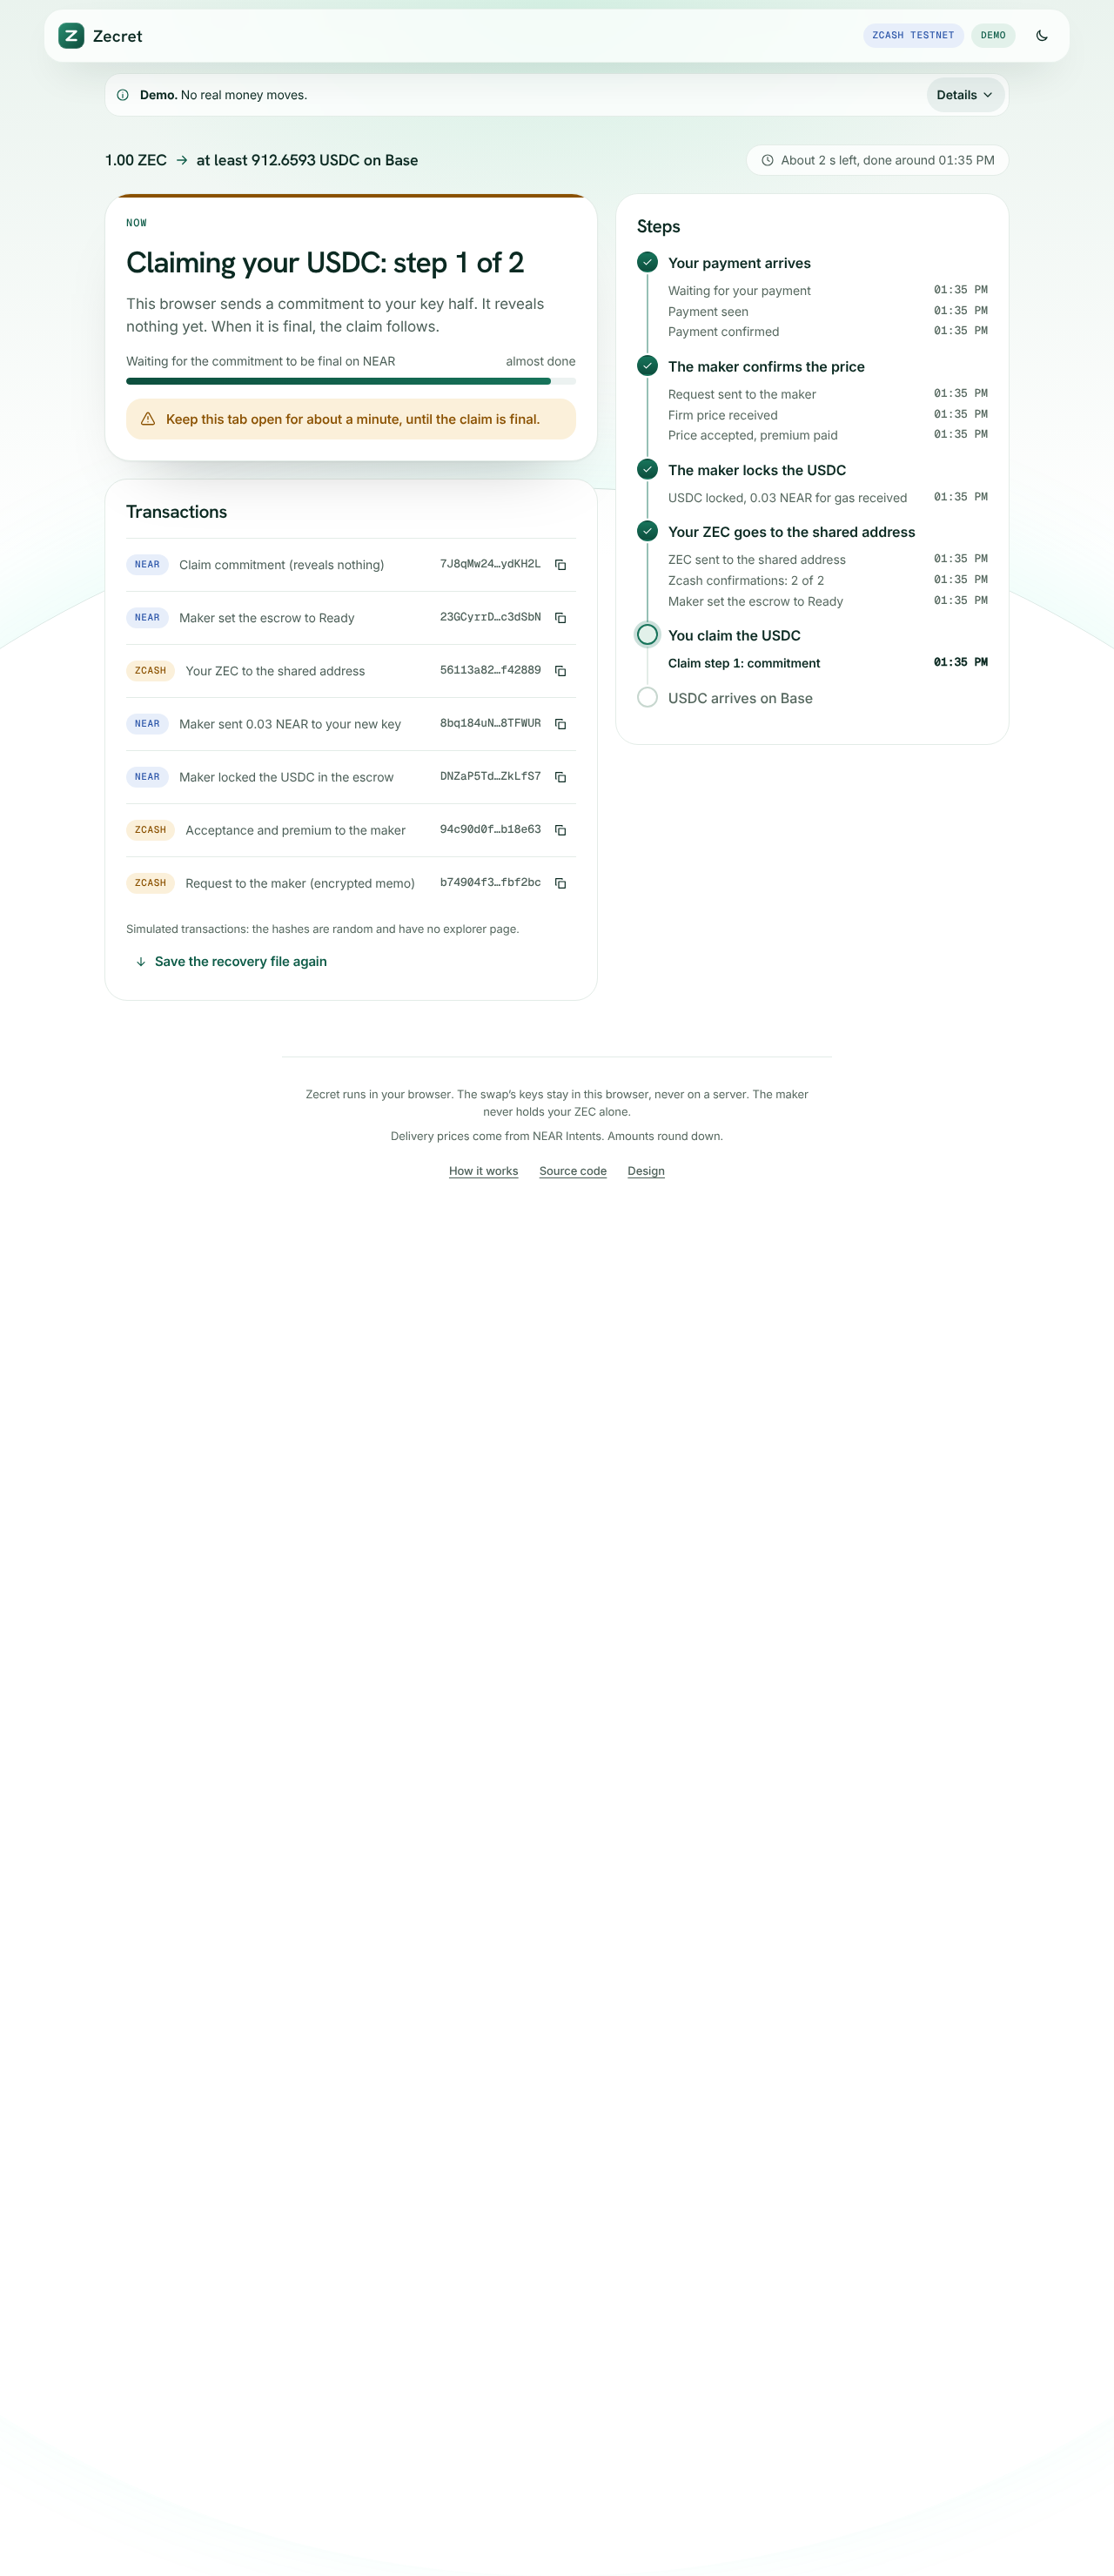 Zecret
ZCASH TESTNET
DEMO
Demo. No real money moves.
Details
1.00 ZEC → at least 912.6593 USDC on Base
About 2 s left, done around 01:35 PM
NOW
Claiming your USDC: step 1 of 2
This browser sends a commitment to your key half. It reveals
nothing yet. When it is final, the claim follows.
Waiting for the commitment to be final on NEAR
almost done
Keep this tab open for about a minute, until the claim is final.
Transactions
NEAR Claim commitment (reveals nothing) 7J8qMw24…ydKH2L
NEAR Maker set the escrow to Ready 23GCyrrD…c3dSbN
ZCASH Your ZEC to the shared address 56113a82…f42889
NEAR Maker sent 0.03 NEAR to your new key 8bq184uN…8TFWUR
NEAR Maker locked the USDC in the escrow DNZaP5Td…ZkLfS7
ZCASH Acceptance and premium to the maker 94c90d0f…b18e63
ZCASH Request to the maker (encrypted memo) b74904f3…fbf2bc
Simulated transactions: the hashes are random and have no explorer page.
Save the recovery file again
Steps
Your payment arrives
Waiting for your payment 01:35 PM
Payment seen 01:35 PM
Payment confirmed 01:35 PM
The maker confirms the price
Request sent to the maker 01:35 PM
Firm price received 01:35 PM
Price accepted, premium paid 01:35 PM
The maker locks the USDC
USDC locked, 0.03 NEAR for gas received 01:35 PM
Your ZEC goes to the shared address
ZEC sent to the shared address 01:35 PM
Zcash confirmations: 2 of 2 01:35 PM
Maker set the escrow to Ready 01:35 PM
You claim the USDC
Claim step 1: commitment 01:35 PM
USDC arrives on Base
Zecret runs in your browser. The swap’s keys stay in this browser, never on a server. The maker
never holds your ZEC alone.
Delivery prices come from NEAR Intents. Amounts round down.
How it works
Source code
Design